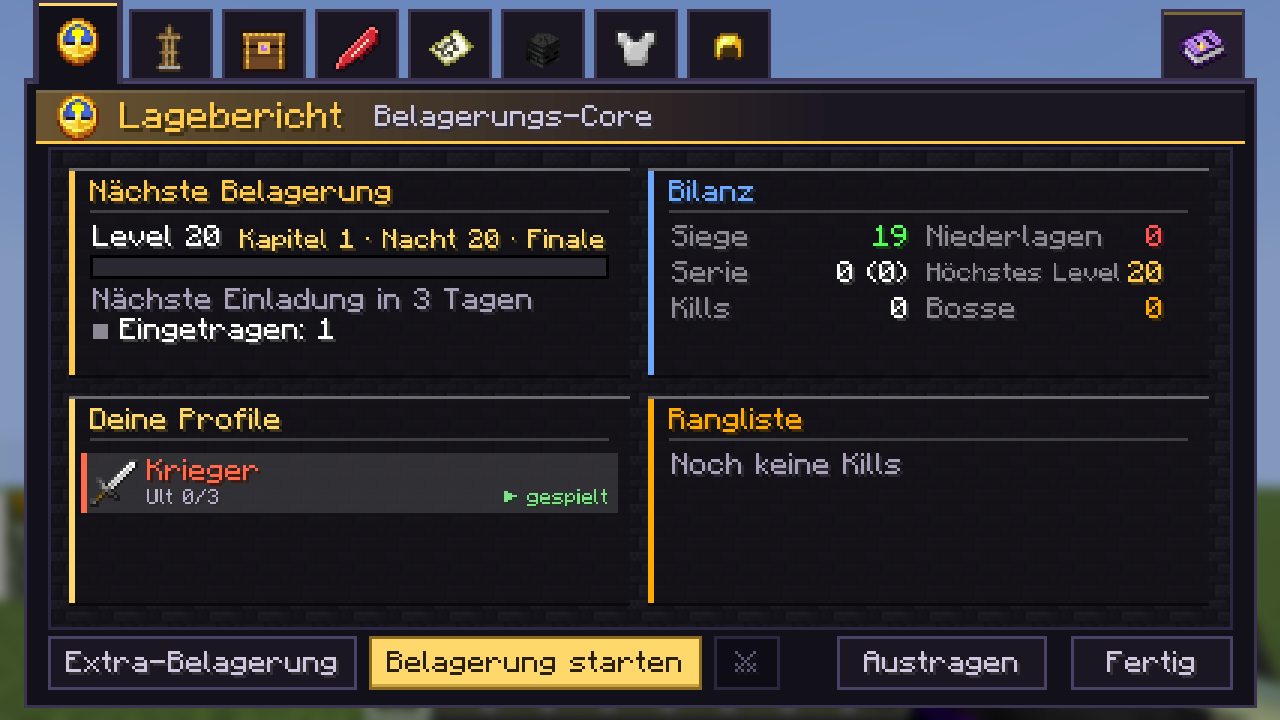 Lagebericht Belagerungs-Core
Nächste Belagerung
Level 20 Kapitel 1 · Nacht 20 · Finale
Nächste Einladung in 3 Tagen
Eingetragen: 1
Bilanz
Siege 19 Niederlagen 0
Serie 0 (0) Höchstes Level 20
Kills 0 Bosse 0
Deine Profile
Krieger
Ult 0/3 ► gespielt
Rangliste
Noch keine Kills
Extra-Belagerung Belagerung starten Austragen Fertig